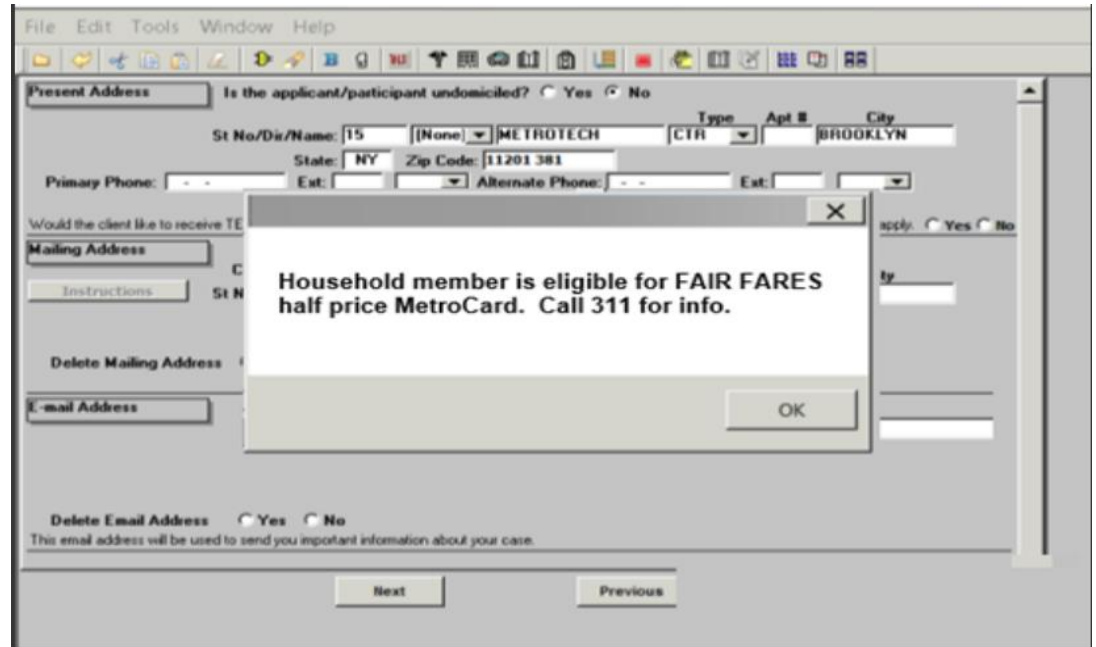 File Edit Tools Window Help
Present Address Is the applicant/participant undomiciled? Yes No
Type Apt # City
St No/Dir/Name: 15 (None) METROTECH CTR BROOKLYN
State: NY Zip Code: 11201 381
Primary Phone: - - Ext: Alternate Phone: - - Ext:
Would the client like to receive TE apply. Yes No
Mailing Address
C ty
Instructions St N
Household member is eligible for FAIR FARES
half price MetroCard. Call 311 for info.
Delete Mailing Address
E-mail Address
OK
Delete Email Address Yes No
This email address will be used to send you important information about your case.
Next Previous